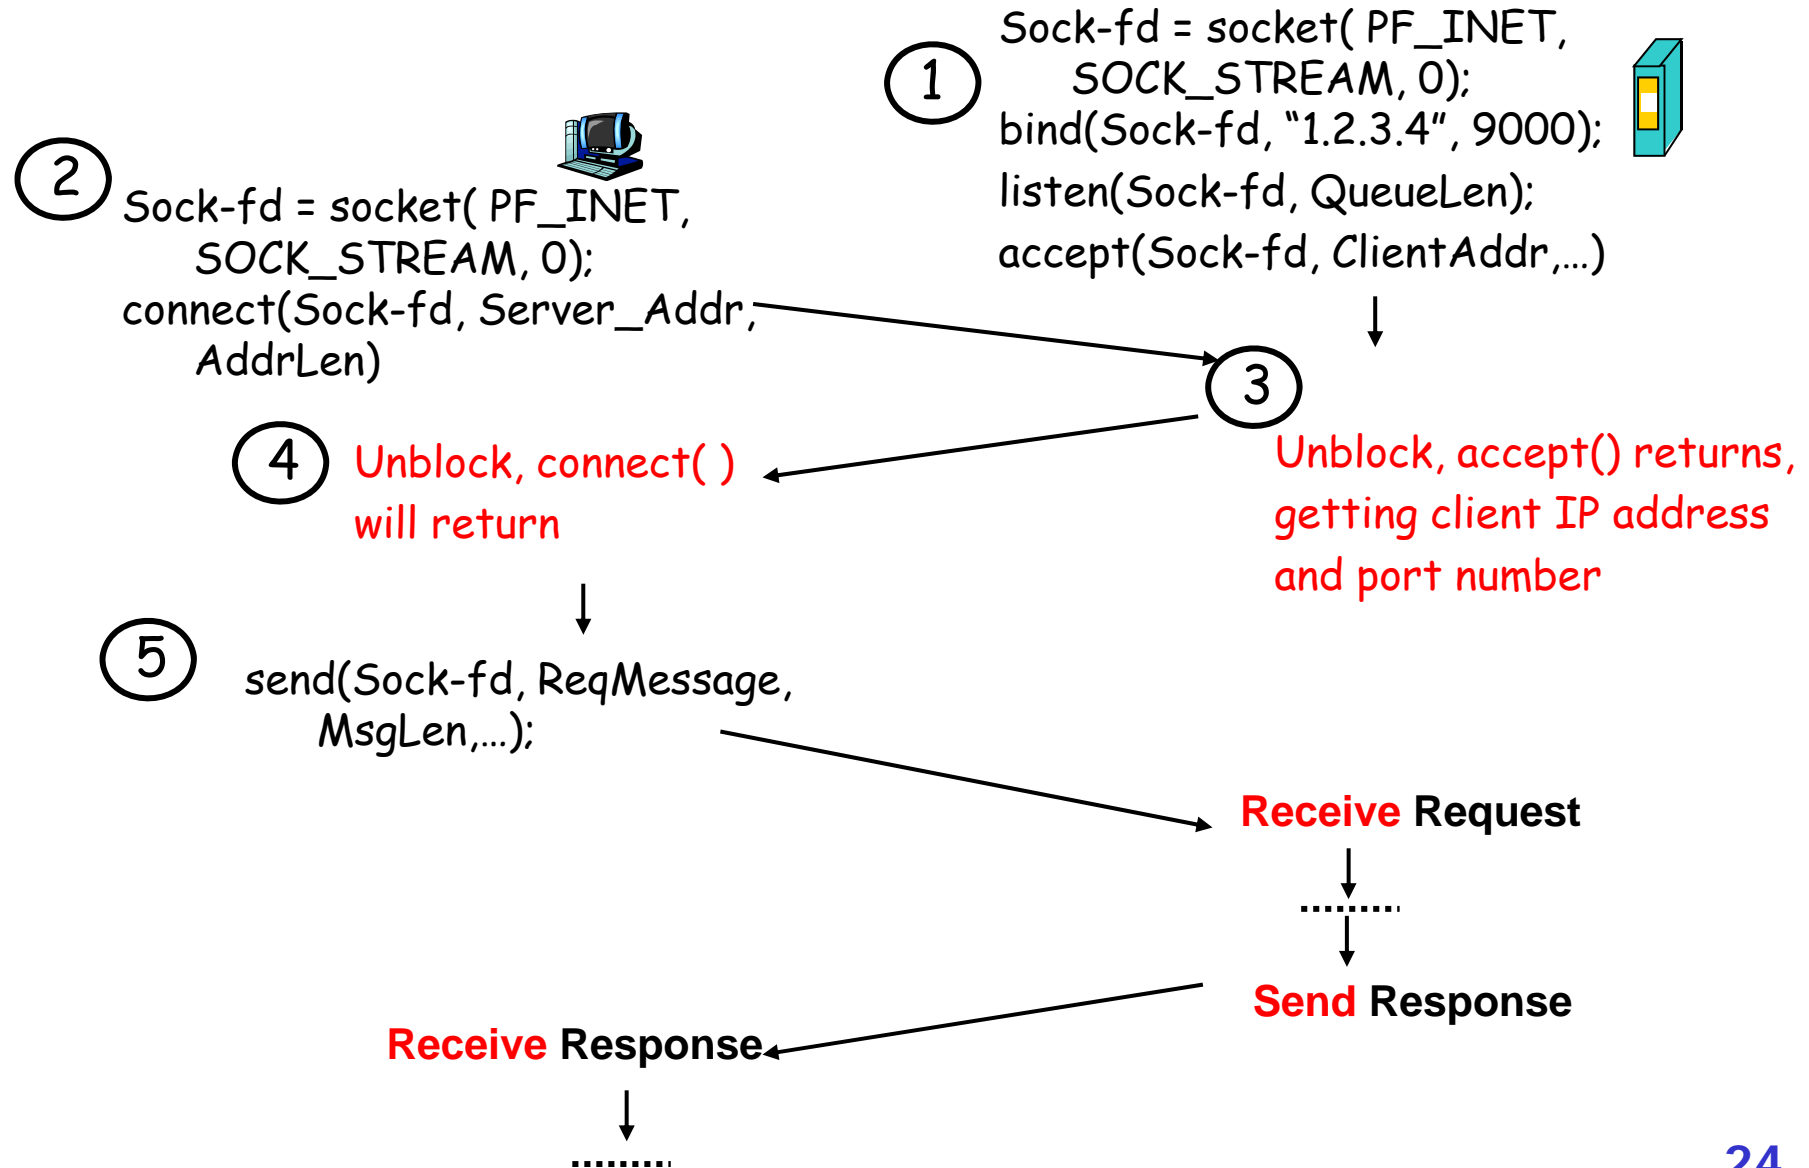 1
Sock-fd = socket( PF_INET,
SOCK_STREAM, 0);
bind(Sock-fd, “1.2.3.4”, 9000);
listen(Sock-fd, QueueLen);
accept(Sock-fd, ClientAddr,…)
2
Sock-fd = socket( PF_INET,
SOCK_STREAM, 0);
connect(Sock-fd, Server_Addr,
AddrLen)
3
Unblock, accept() returns,
getting client IP address
and port number
4
Unblock, connect( )
will return
5
send(Sock-fd, ReqMessage,
MsgLen,…);
Receive Request
.........
Send Response
Receive Response
.........
24